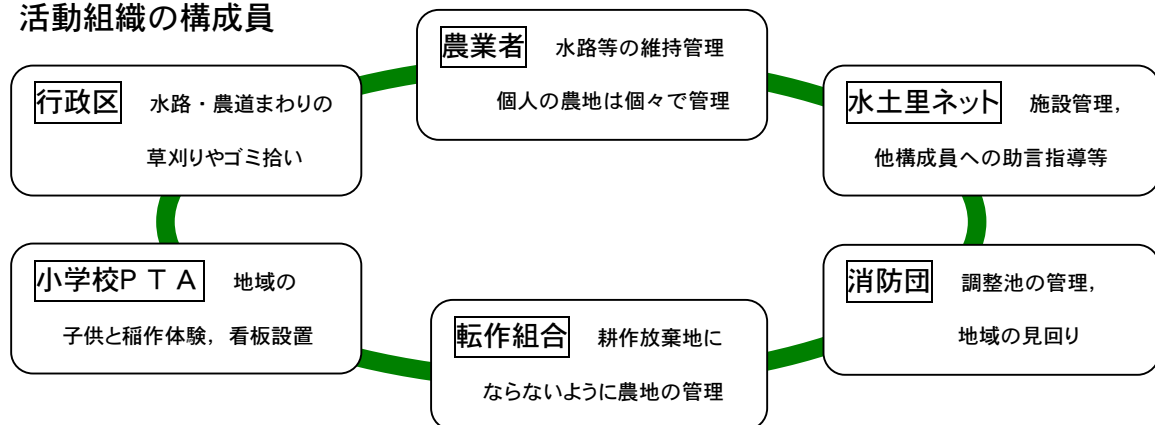 活動組織の構成員
農業者 水路等の維持管理
個人の農地は個々で管理
行政区 水路・農道まわりの
草刈りやゴミ拾い
水土里ネット 施設管理，
他構成員への助言指導等
小学校ＰＴＡ 地域の
子供と稲作体験，看板設置
消防団 調整池の管理，
地域の見回り
転作組合 耕作放棄地に
ならないように農地の管理